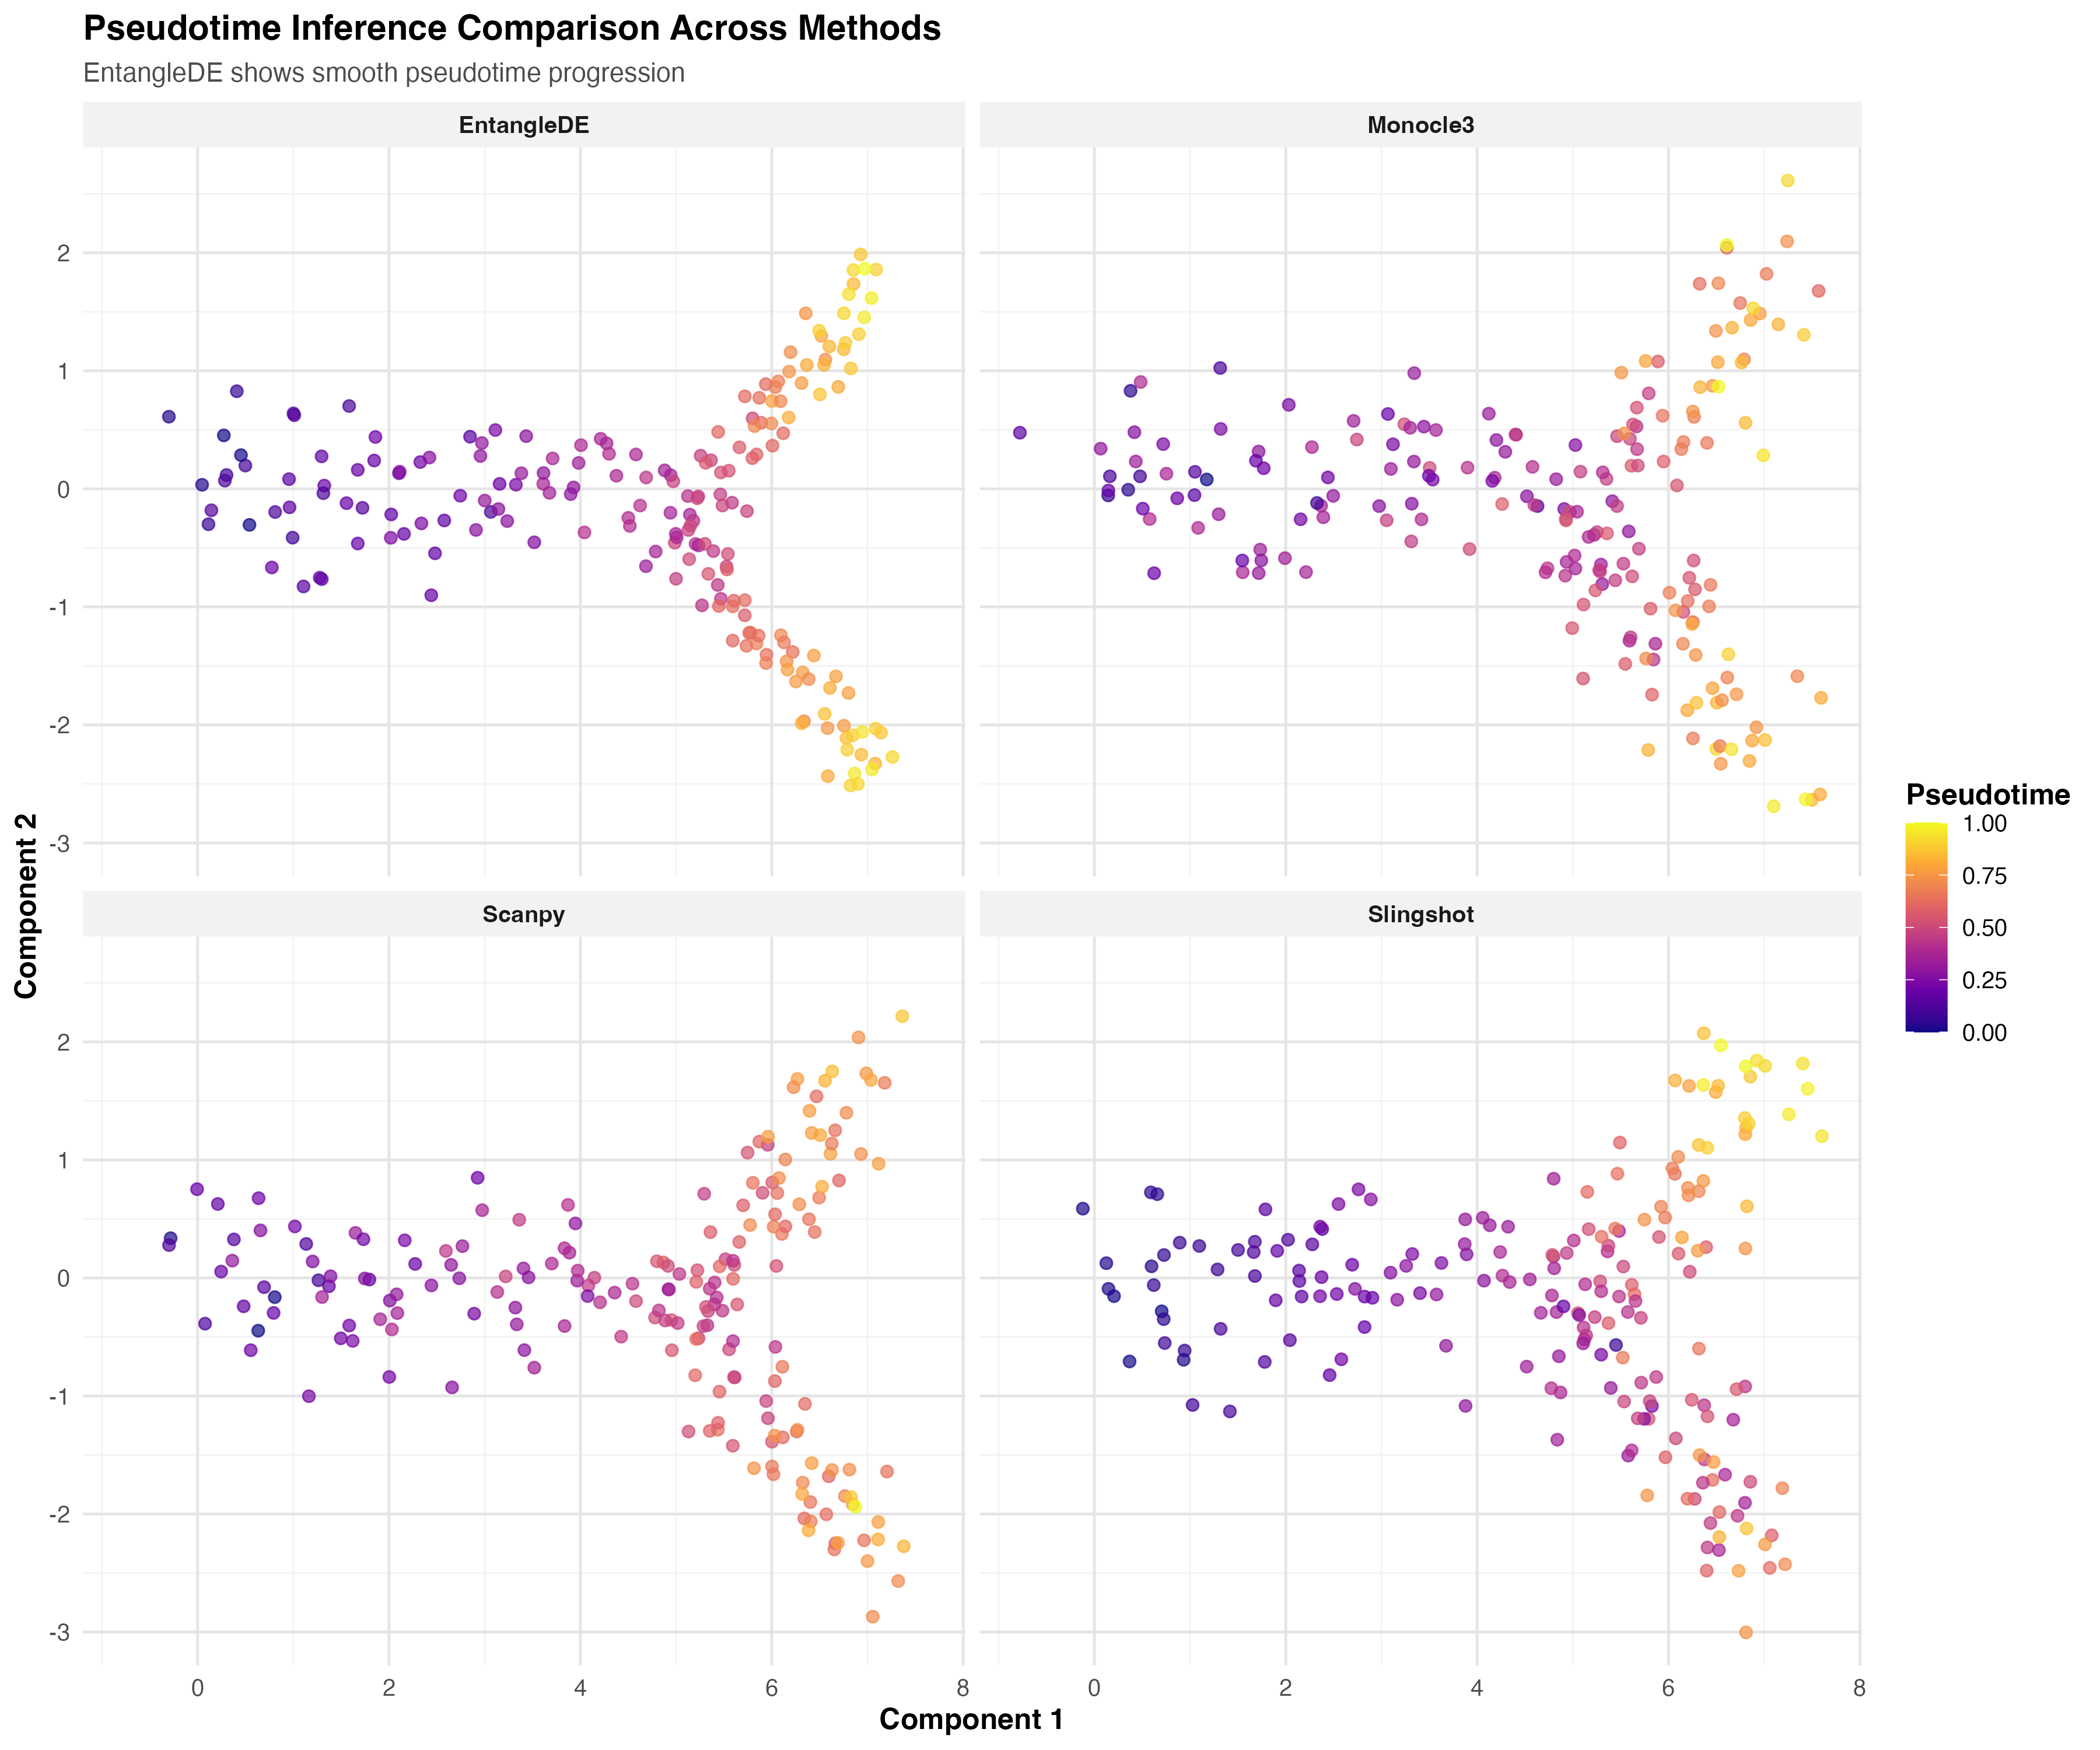 Pseudotime Inference Comparison Across Methods
EntangleDE shows smooth pseudotime progression
EntangleDE
Monocle3
2
1
0
-1
-2
-3
Scanpy
Slingshot
2
1
0
-1
-2
-3
0 2 4 6 8
0 2 4 6 8
Component 1
Component 2
Pseudotime
1.00
0.75
0.50
0.25
0.00